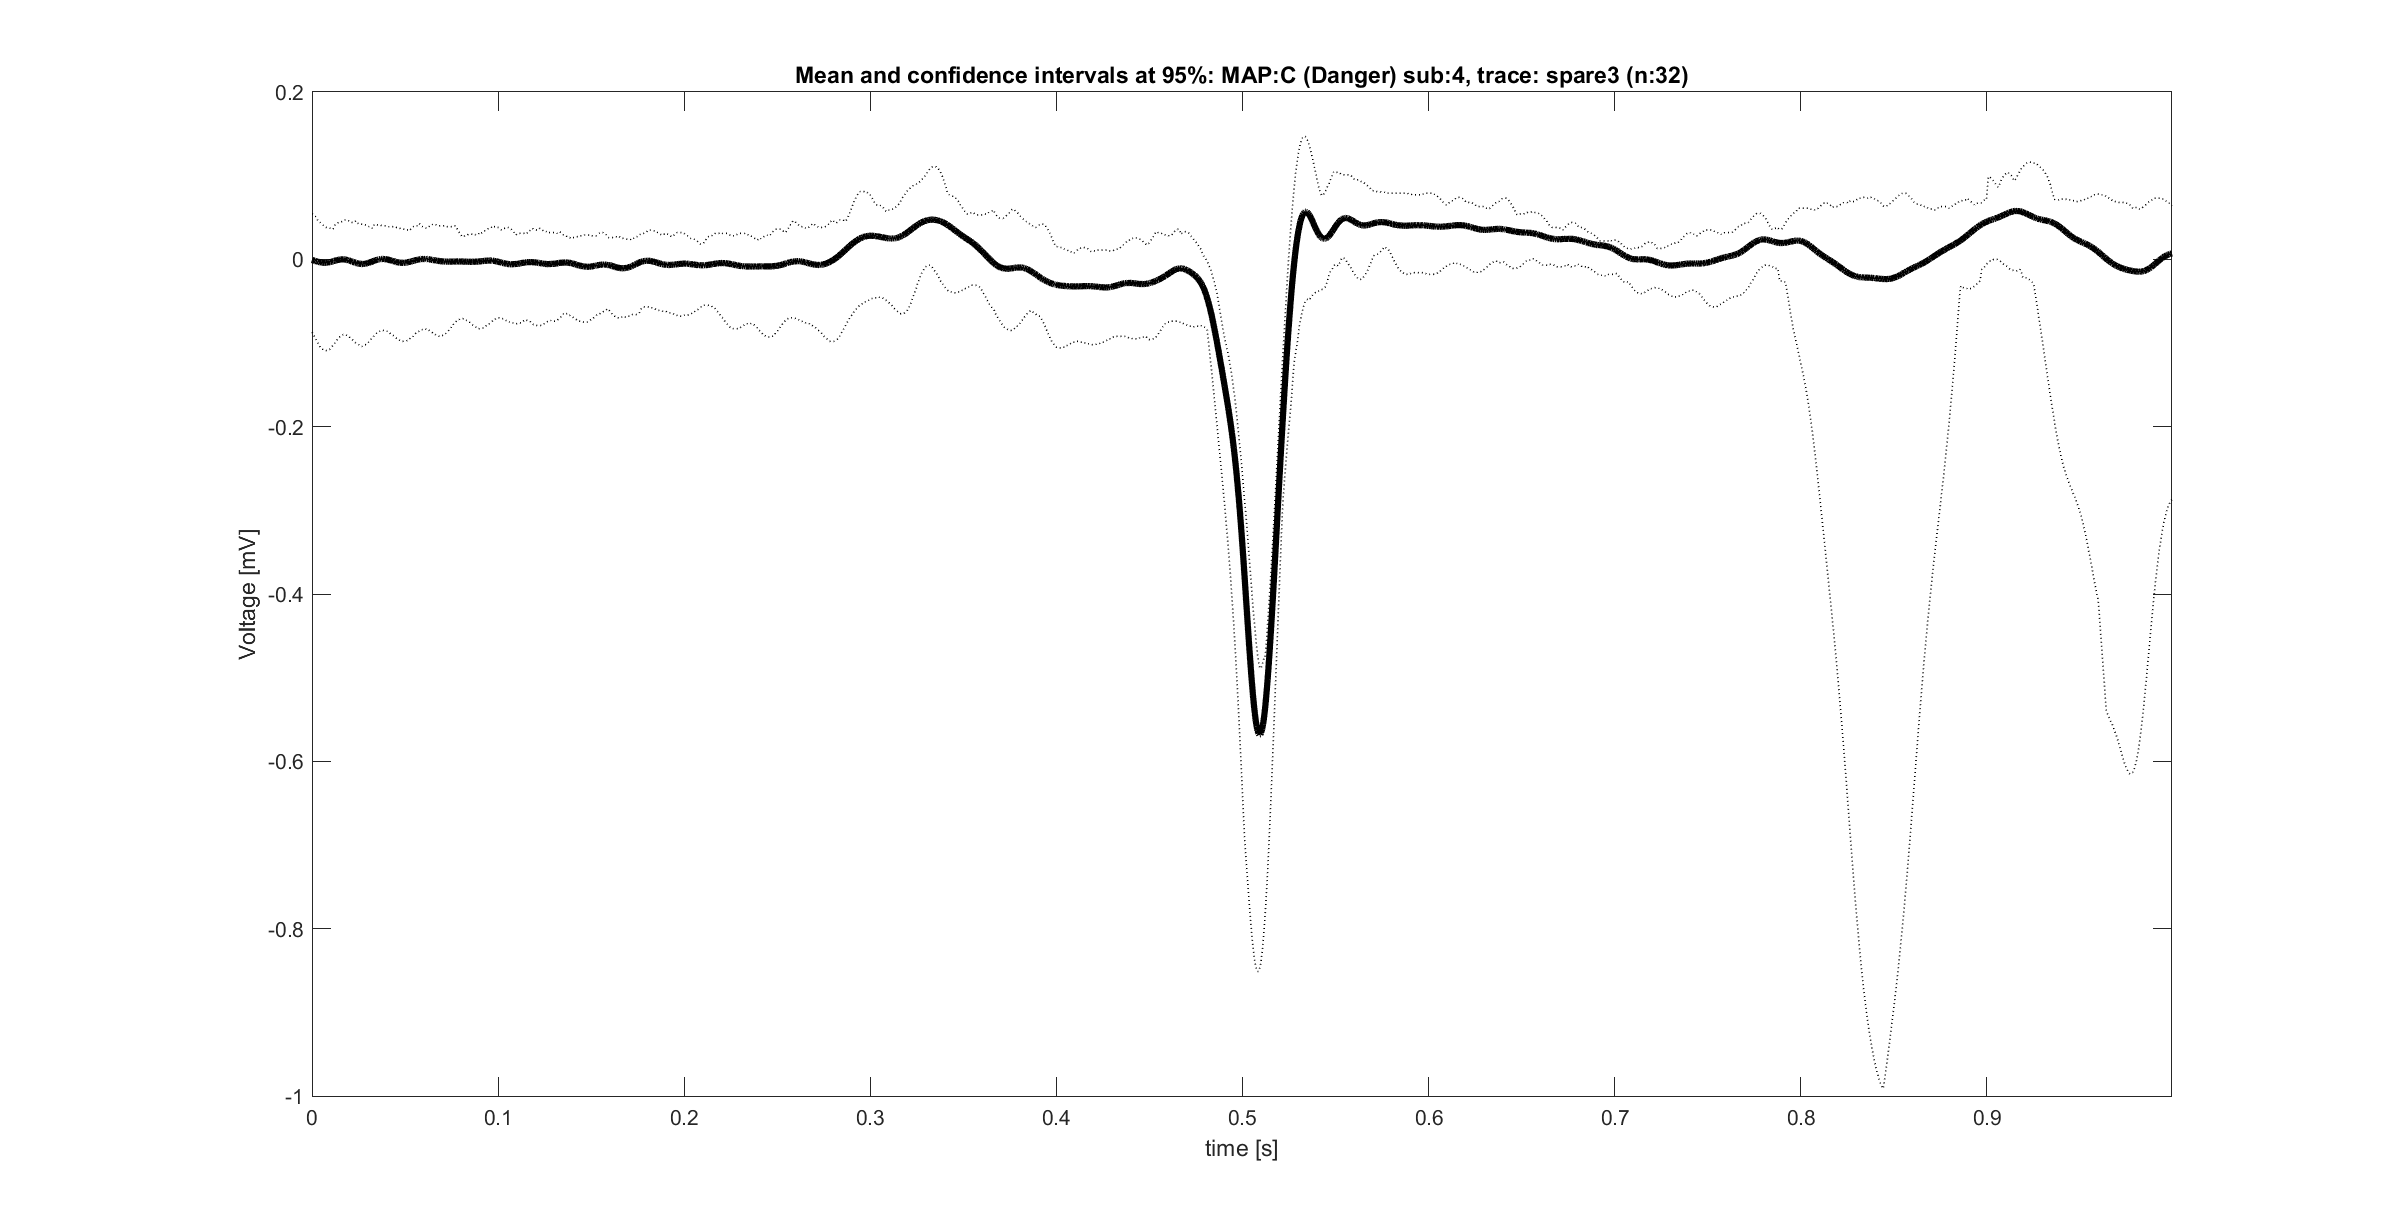 Mean and confidence intervals at 95%: MAP:C (Danger) sub:4, trace: spare3 (n:32)
0.2
0
-0.2
-0.4
-0.6
-0.8
-1
Voltage [mV]
0 0.1 0.2 0.3 0.4 0.5 0.6 0.7 0.8 0.9
time [s]